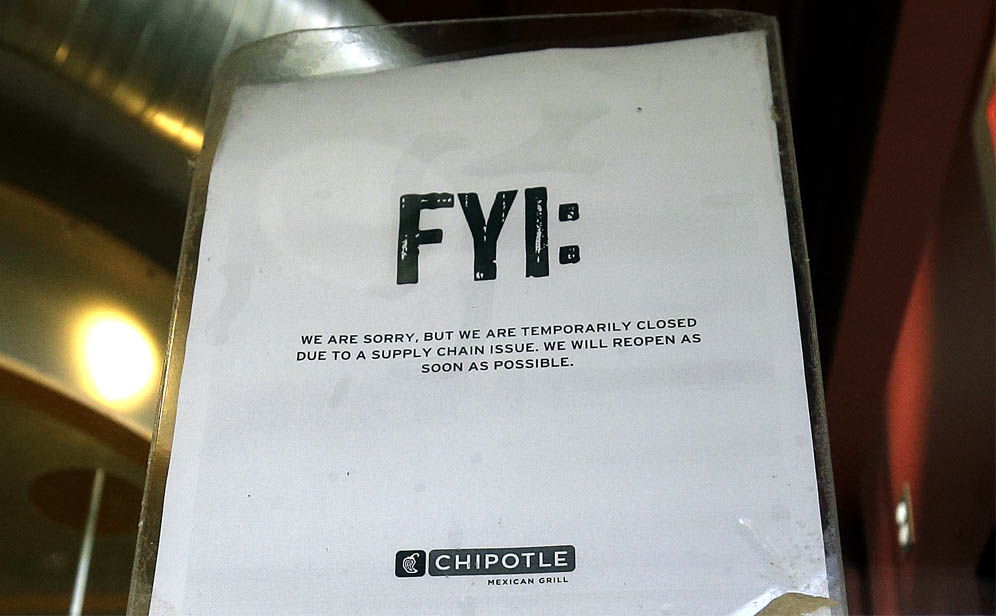 FYI:
WE ARE SORRY, BUT WE ARE TEMPORARILY CLOSED
DUE TO A SUPPLY CHAIN ISSUE. WE WILL REOPEN AS
SOON AS POSSIBLE.
CHIPOTLE
MEXICAN GRILL